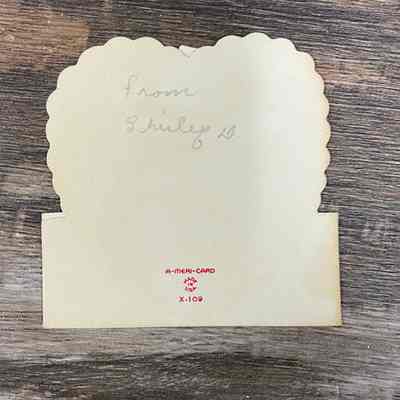 From
Shirley D.
A-MERI-CARD
X-109